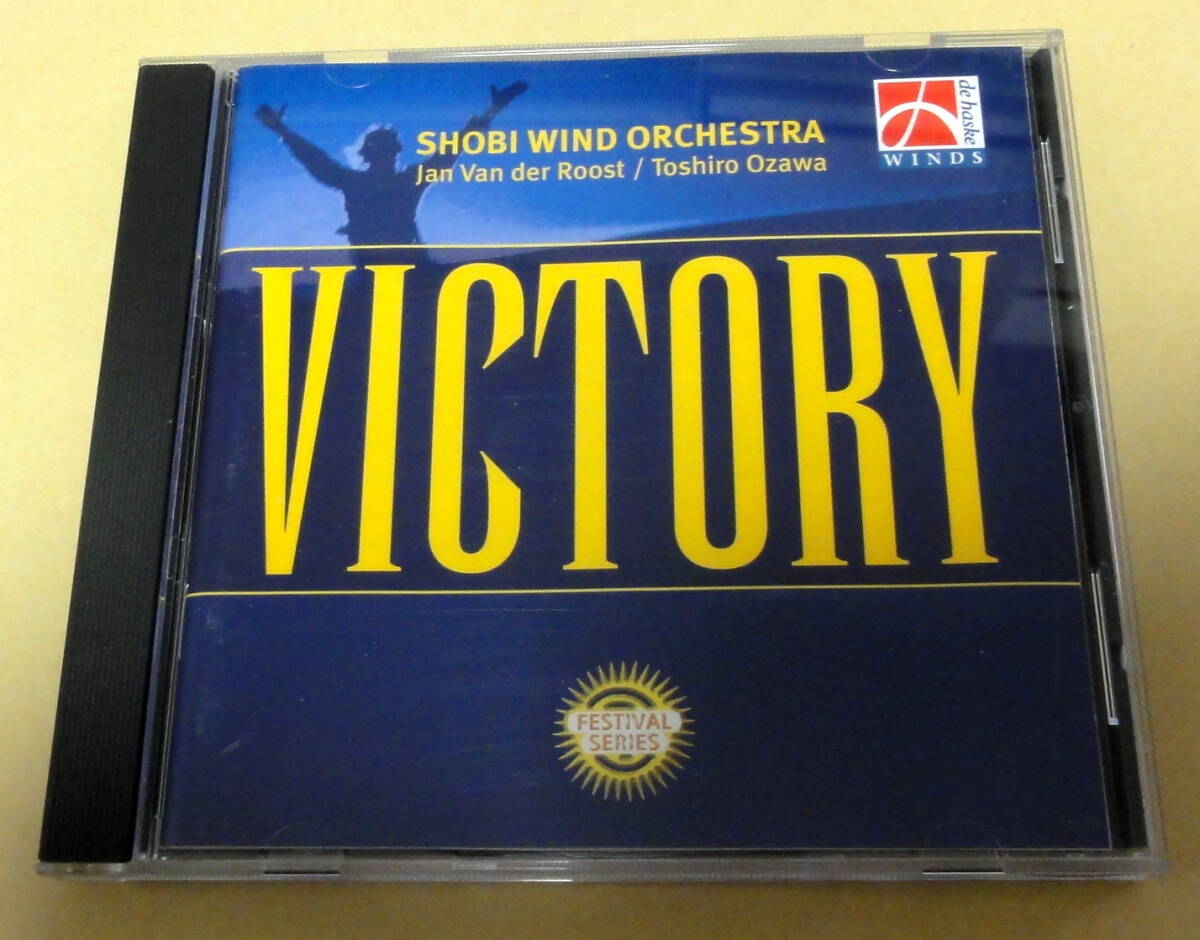 SHOBI WIND ORCHESTRA
Jan Van der Roost / Toshiro Ozawa
de haske
WINDS
VICTORY
FESTIVAL
SERIES